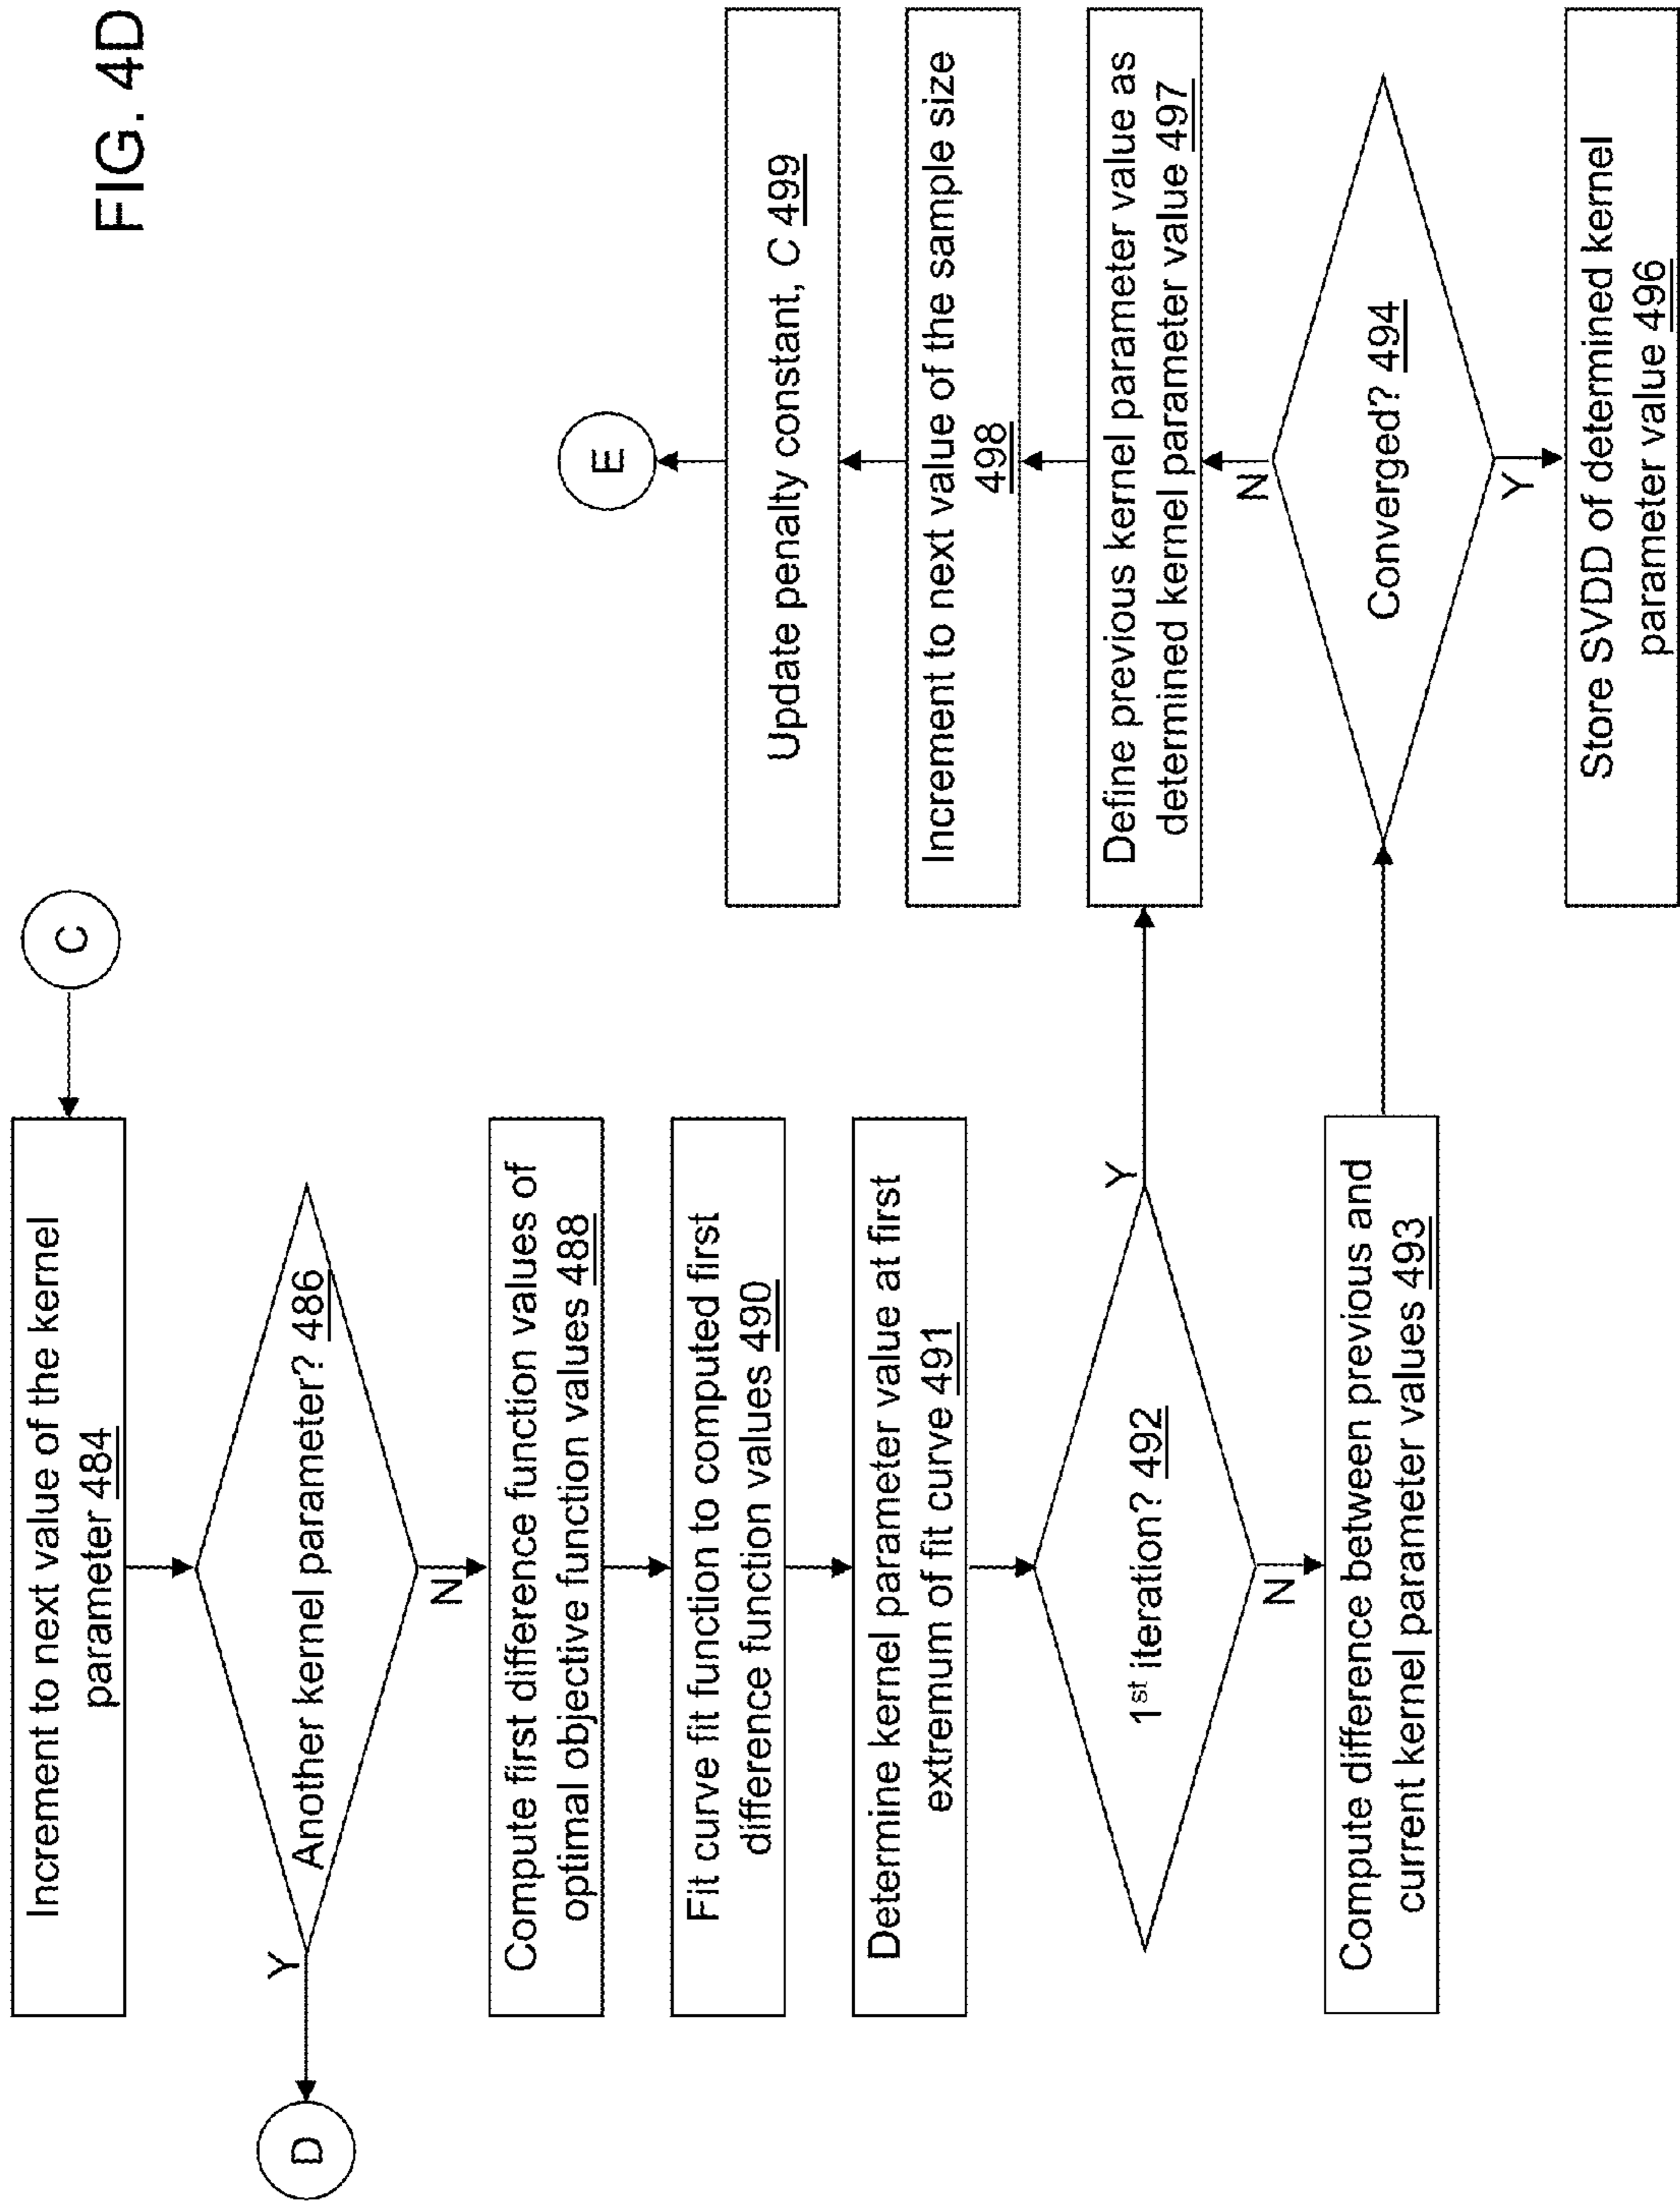 FIG. 4D
C
Increment to next value of the kernel
parameter 484
Another kernel parameter? 486
Y
D
N
Compute first difference function values of
optimal objective function values 488
Fit curve fit function to computed first
difference function values 490
Determine kernel parameter value at first
extremum of fit curve 491
1st iteration? 492
Y
N
Compute difference between previous and
current kernel parameter values 493
E
Update penalty constant, C 499
Increment to next value of the sample size
498
Define previous kernel parameter value as
determined kernel parameter value 497
N
Converged? 494
Y
Store SVDD of determined kernel
parameter value 496